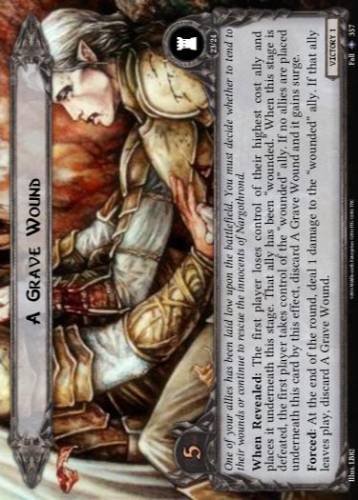 A GRAVE WOUND
5
23/24
One of your allies has been laid low upon the battlefield. You must decide whether to tend to
their wounds or continue to rescue the innocents of Nargothrond.
When Revealed: The first player loses control of their highest cost ally and
places it underneath this stage. That ally has been "wounded." When this stage is
defeated, the first player takes control of the "wounded" ally. If no allies are placed
underneath this card by this effect, discard A Grave Wound and it gains surge.
Forced: At the end of the round, deal 1 damage to the "wounded" ally. If that ally
leaves play, discard A Grave Wound.
VICTORY 1
Fall 357